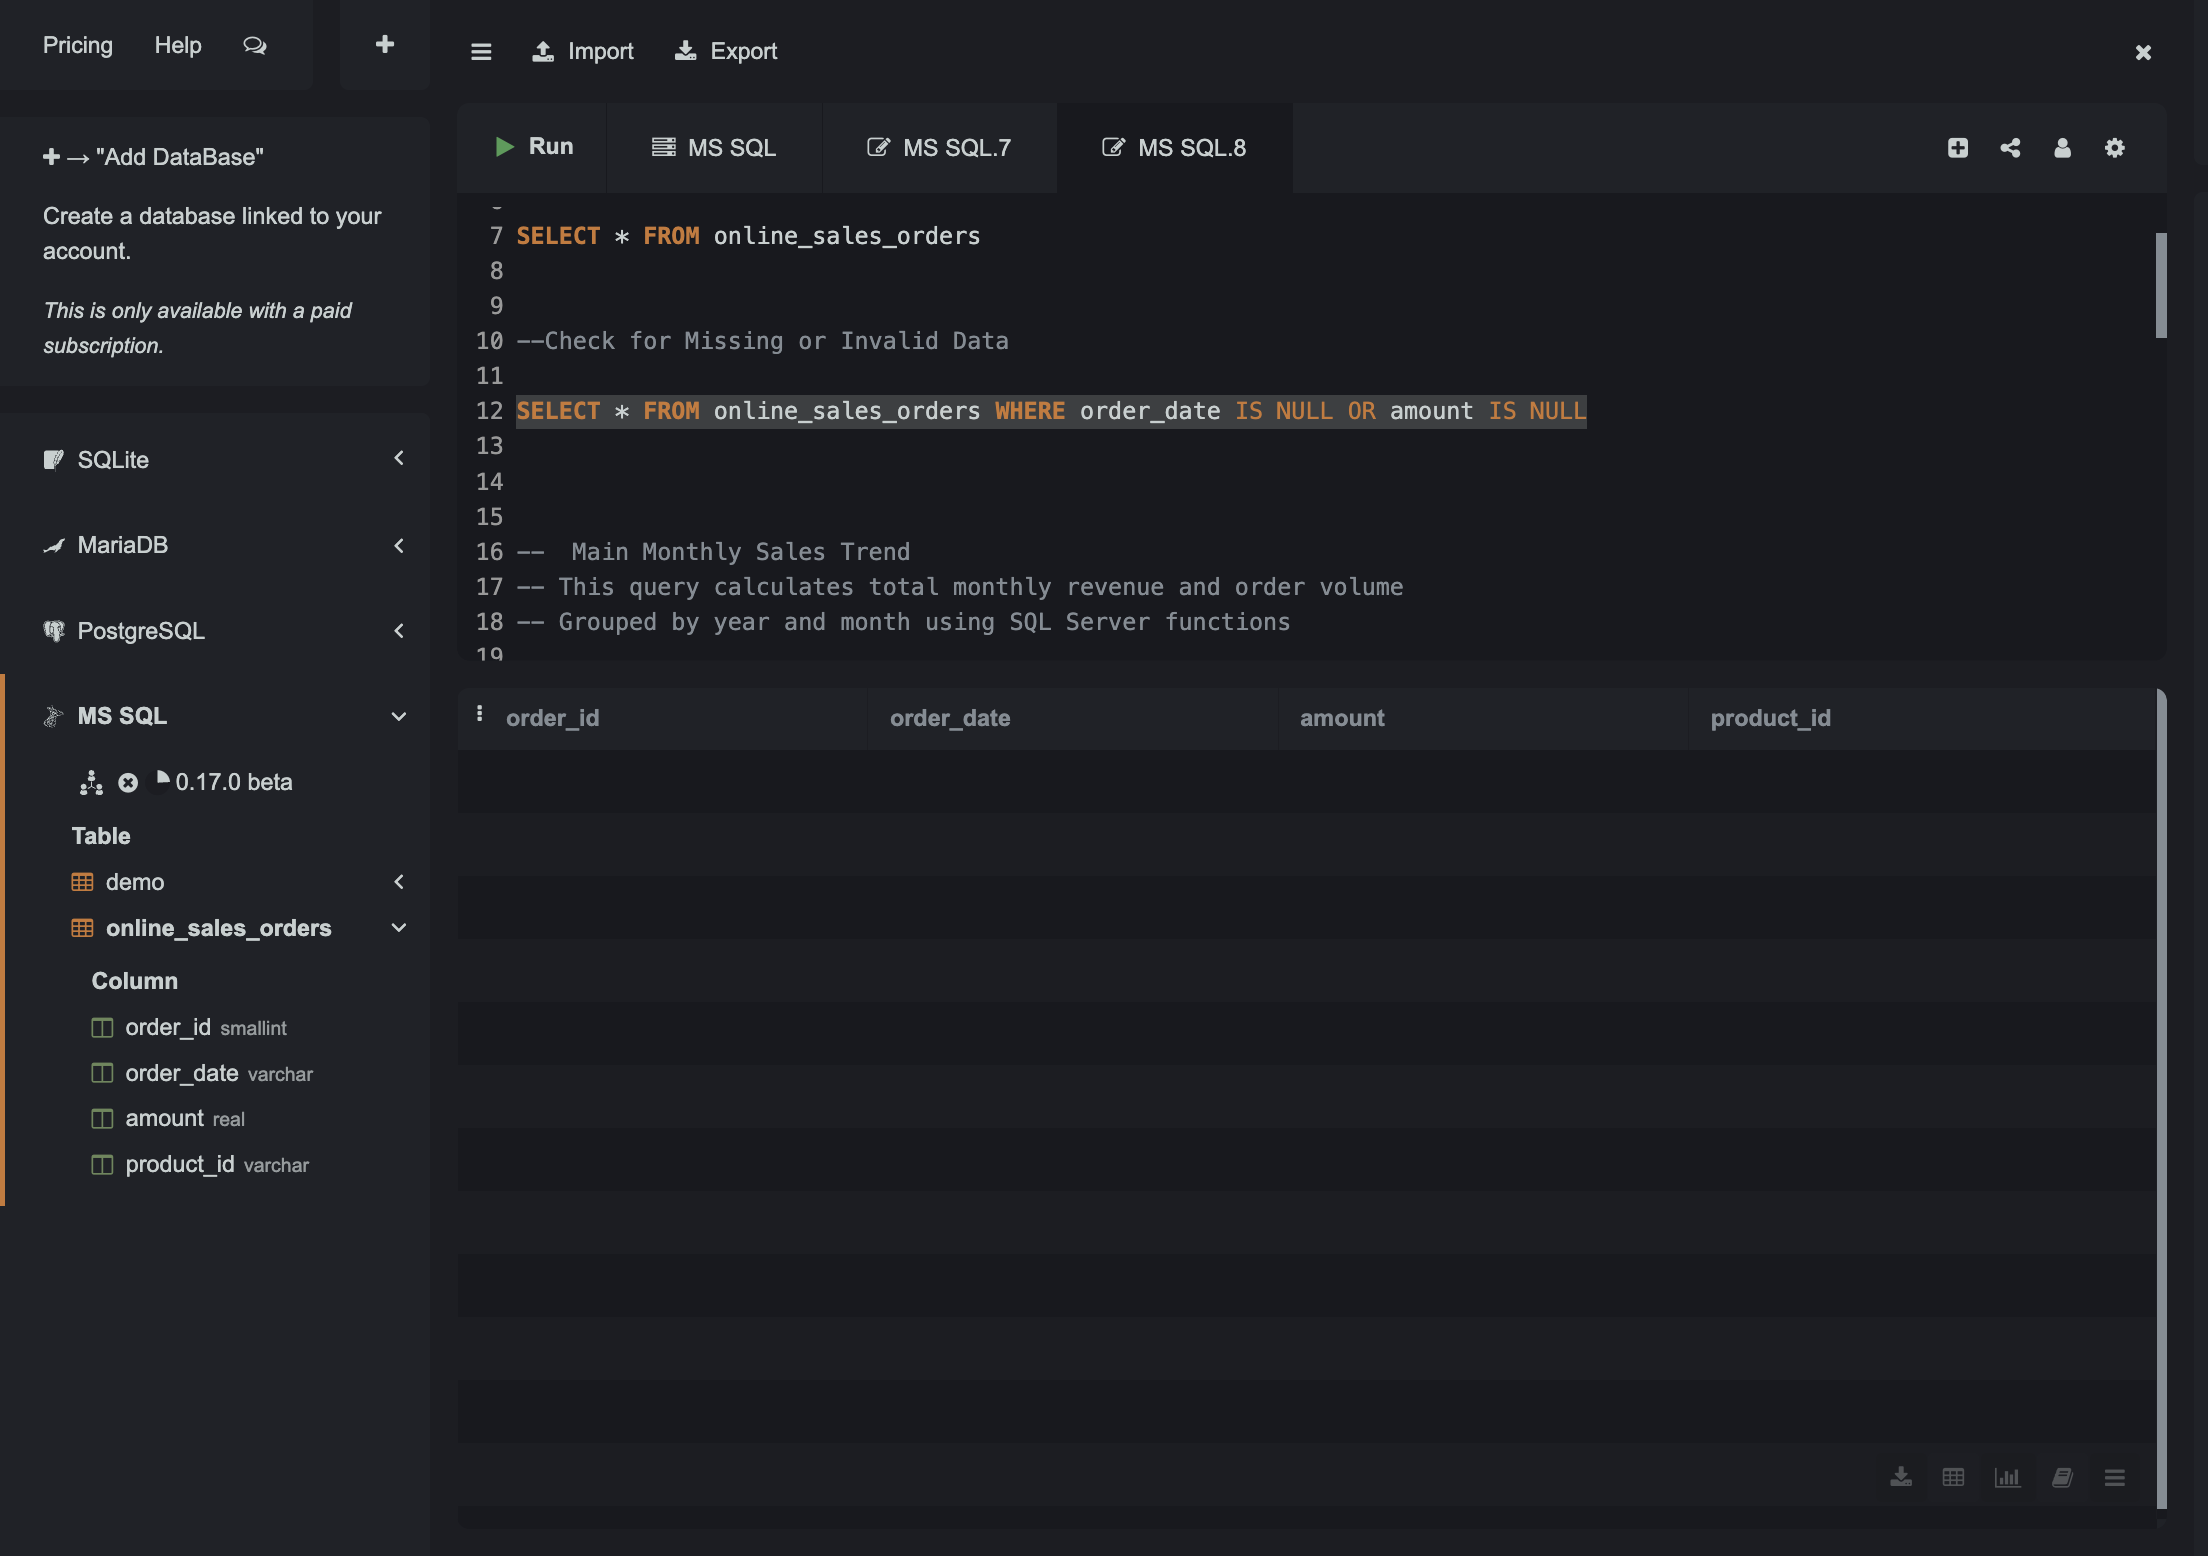 Pricing Help
Import Export
+ → "Add DataBase"
Create a database linked to your
account.
This is only available with a paid
subscription.
SQLite
MariaDB
PostgreSQL
MS SQL
0.17.0 beta
Table
demo
online_sales_orders
Column
order_id smallint
order_date varchar
amount real
product_id varchar
Run MS SQL MS SQL.7 MS SQL.8
7 SELECT * FROM online_sales_orders
8
9
10 --Check for Missing or Invalid Data
11
12 SELECT * FROM online_sales_orders WHERE order_date IS NULL OR amount IS NULL
13
14
15
16 --  Main Monthly Sales Trend
17 -- This query calculates total monthly revenue and order volume
18 -- Grouped by year and month using SQL Server functions
19
order_id order_date amount product_id